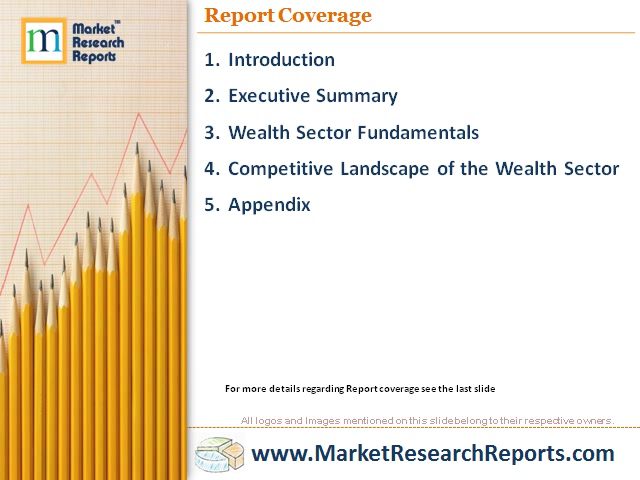 m
Market™
Research
Reports
Report Coverage
1. Introduction
2. Executive Summary
3. Wealth Sector Fundamentals
4. Competitive Landscape of the Wealth Sector
5. Appendix
For more details regarding Report coverage see the last slide
All logos and Images mentioned on this slide belong to their respective owners.
www.MarketResearchReports.com